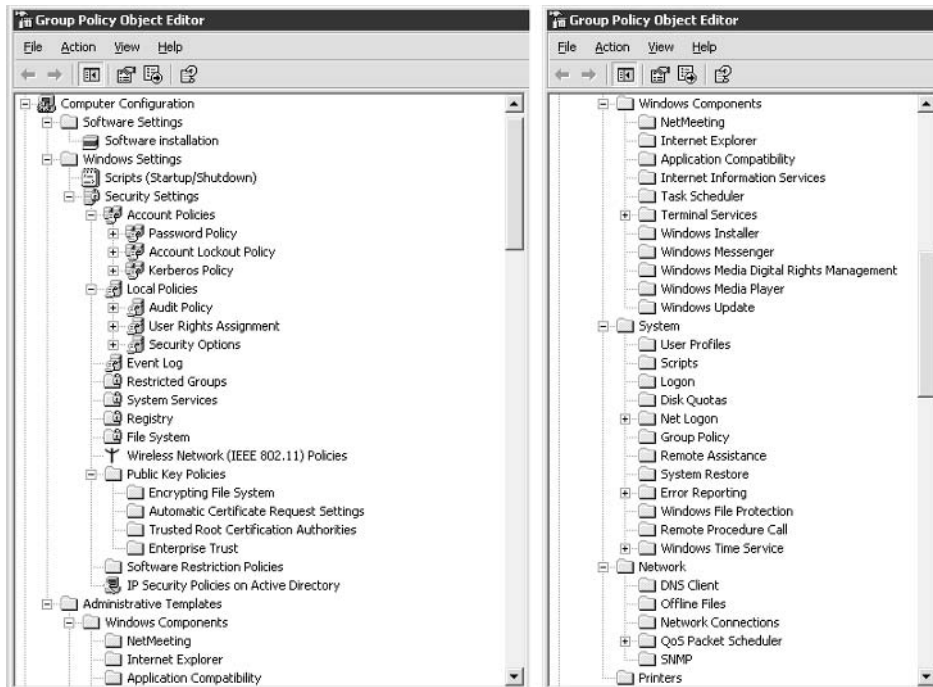 Group Policy Object Editor
File Action View Help
Computer Configuration
Software Settings
Software installation
Windows Settings
Scripts (Startup/Shutdown)
Security Settings
Account Policies
Password Policy
Account Lockout Policy
Kerberos Policy
Local Policies
Audit Policy
User Rights Assignment
Security Options
Event Log
Restricted Groups
System Services
Registry
File System
Wireless Network (IEEE 802.11) Policies
Public Key Policies
Encrypting File System
Automatic Certificate Request Settings
Trusted Root Certification Authorities
Enterprise Trust
Software Restriction Policies
IP Security Policies on Active Directory
Administrative Templates
Windows Components
NetMeeting
Internet Explorer
Application Compatibility
Group Policy Object Editor
File Action View Help
Windows Components
NetMeeting
Internet Explorer
Application Compatibility
Internet Information Services
Task Scheduler
Terminal Services
Windows Installer
Windows Messenger
Windows Media Digital Rights Management
Windows Media Player
Windows Update
System
User Profiles
Scripts
Logon
Disk Quotas
Net Logon
Group Policy
Remote Assistance
System Restore
Error Reporting
Windows File Protection
Remote Procedure Call
Windows Time Service
Network
DNS Client
Offline Files
Network Connections
QoS Packet Scheduler
SNMP
Printers